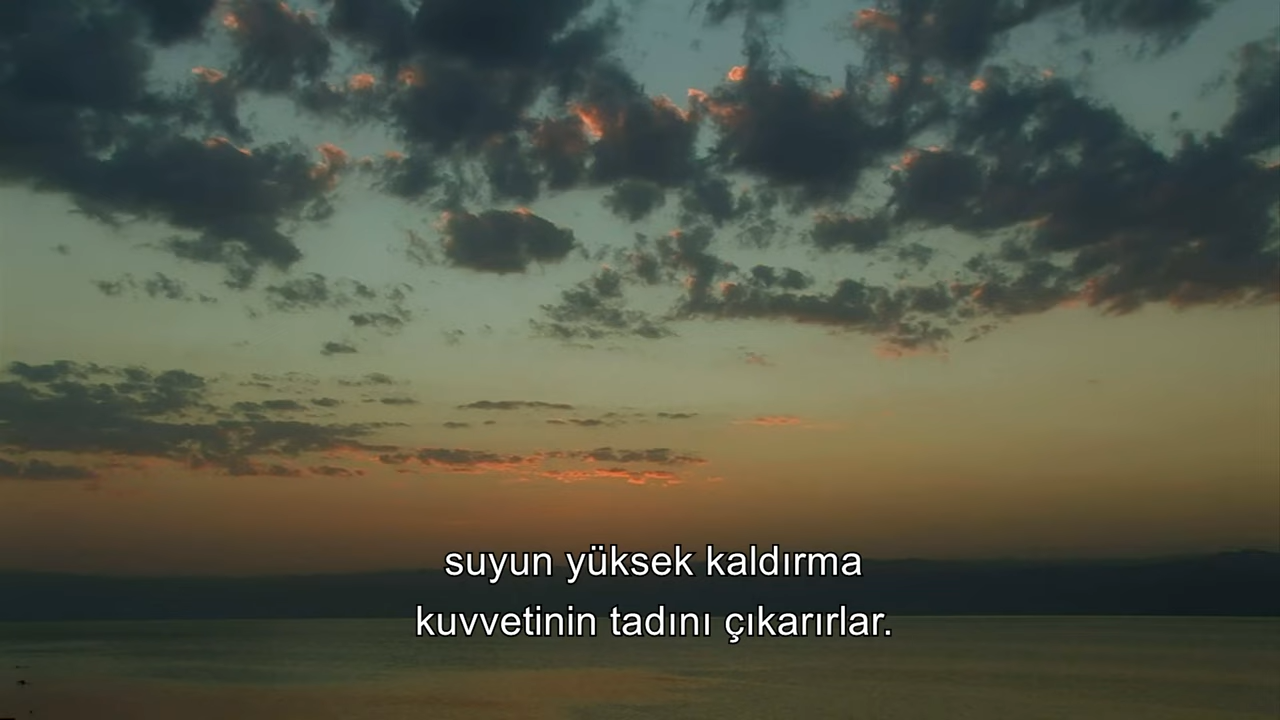 suyun yüksek kaldırma
kuvvetinin tadını çıkarırlar.